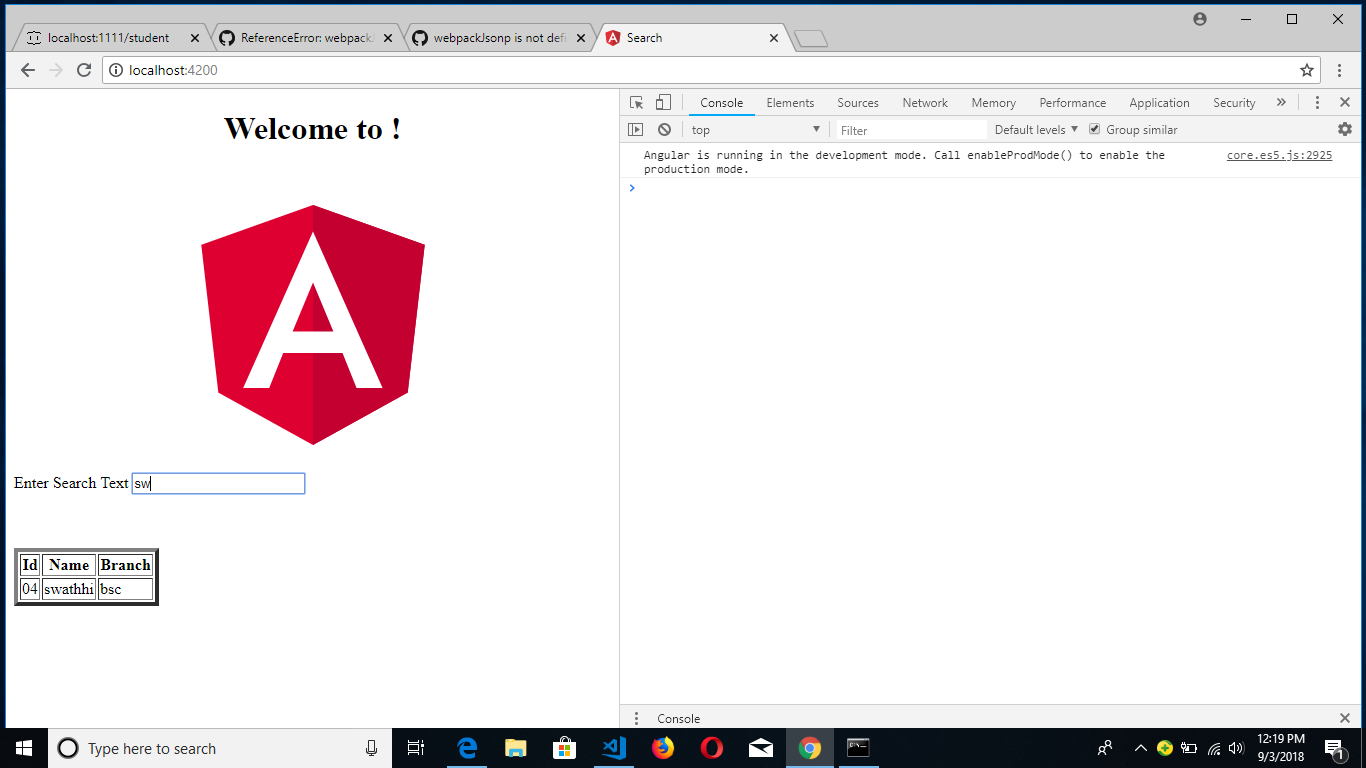 localhost:1111/student
ReferenceError: webpackJ
webpackJsonp is not defi
Search
localhost:4200
Welcome to !
A
Enter Search Text sw
Id Name Branch
04 swathhi bsc
Console Elements Sources Network Memory Performance Application Security »
top Filter Default levels Group similar
Angular is running in the development mode. Call enableProdMode() to enable the core.es5.js:2925
production mode.
Console
Type here to search
12:19 PM
9/3/2018
1